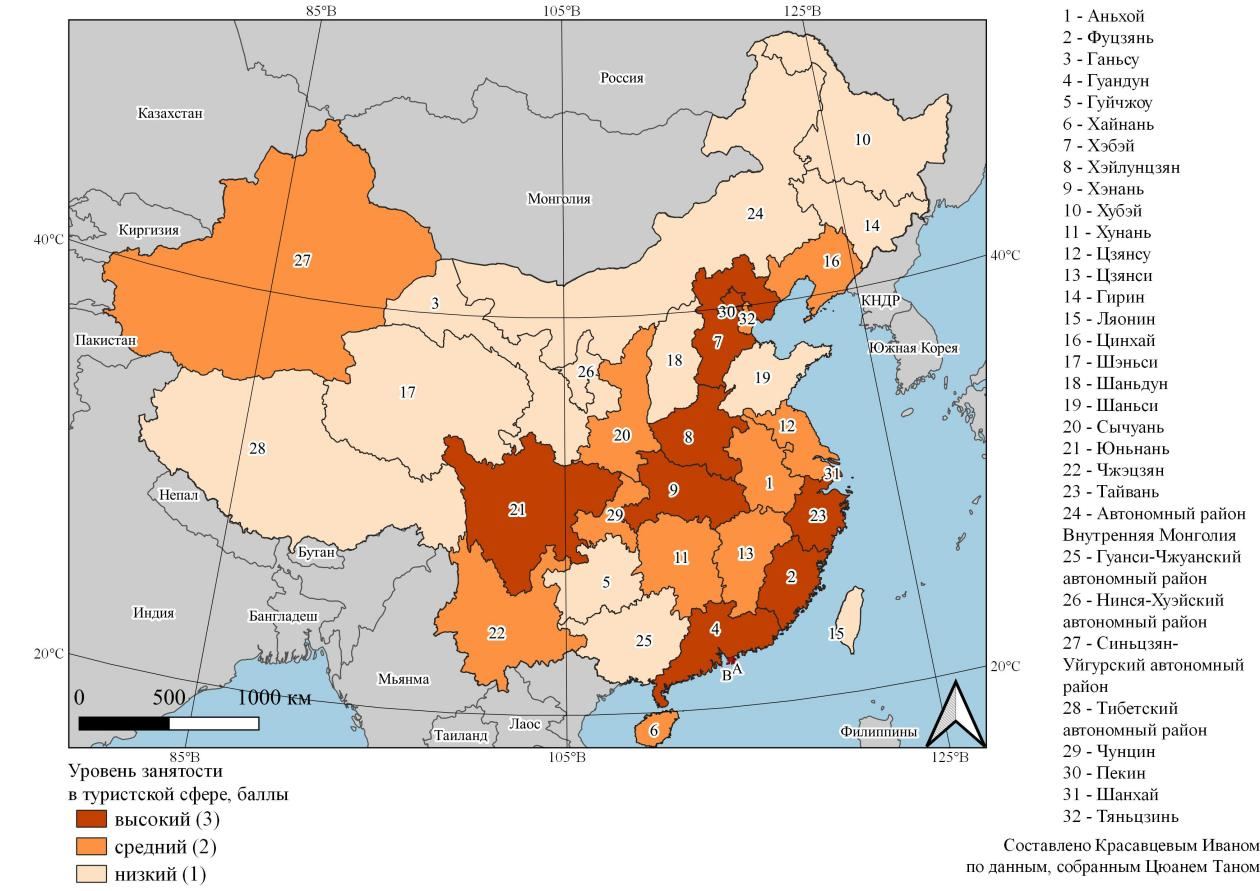 85°В
105°В
125°В
Россия
Казахстан
10
Монголия
24
14
Киргизия
40°С
27
16
40°С
3
КНДР
30
32
Пакистан
7
Южная Корея
18
26
19
17
12
20
8
28
31
1
9
Непал
21
29
23
Бутан
13
11
2
5
Индия
Бангладеш
4
22
25
15
20°С
А
В
20°С
Мьянма
0
500
1000 км
Лаос
6
Таиланд
Филиппины
85°В
105°В
125°В
Уровень занятости
в туристской сфере, баллы
высокий (3)
средний (2)
низкий (1)
1 - Аньхой
2 - Фуцзянь
3 - Ганьсу
4 - Гуандун
5 - Гуйчжоу
6 - Хайнань
7 - Хэбэй
8 - Хэйлунцзян
9 - Хэнань
10 - Хубэй
11 - Хунань
12 - Цзянсу
13 - Цзянси
14 - Гирин
15 - Ляонин
16 - Цинхай
17 - Шэньси
18 - Шаньдун
19 - Шаньси
20 - Сычуань
21 - Юньнань
22 - Чжэцзян
23 - Тайвань
24 - Автономный район
Внутренняя Монголия
25 - Гуанси-Чжуанский
автономный район
26 - Нинся-Хуэйский
автономный район
27 - Синьцзян-
Уйгурский автономный
район
28 - Тибетский
автономный район
29 - Чунцин
30 - Пекин
31 - Шанхай
32 - Тяньцзинь
Составлено Красавцевым Иваном
по данным, собранным Цюанем Таном